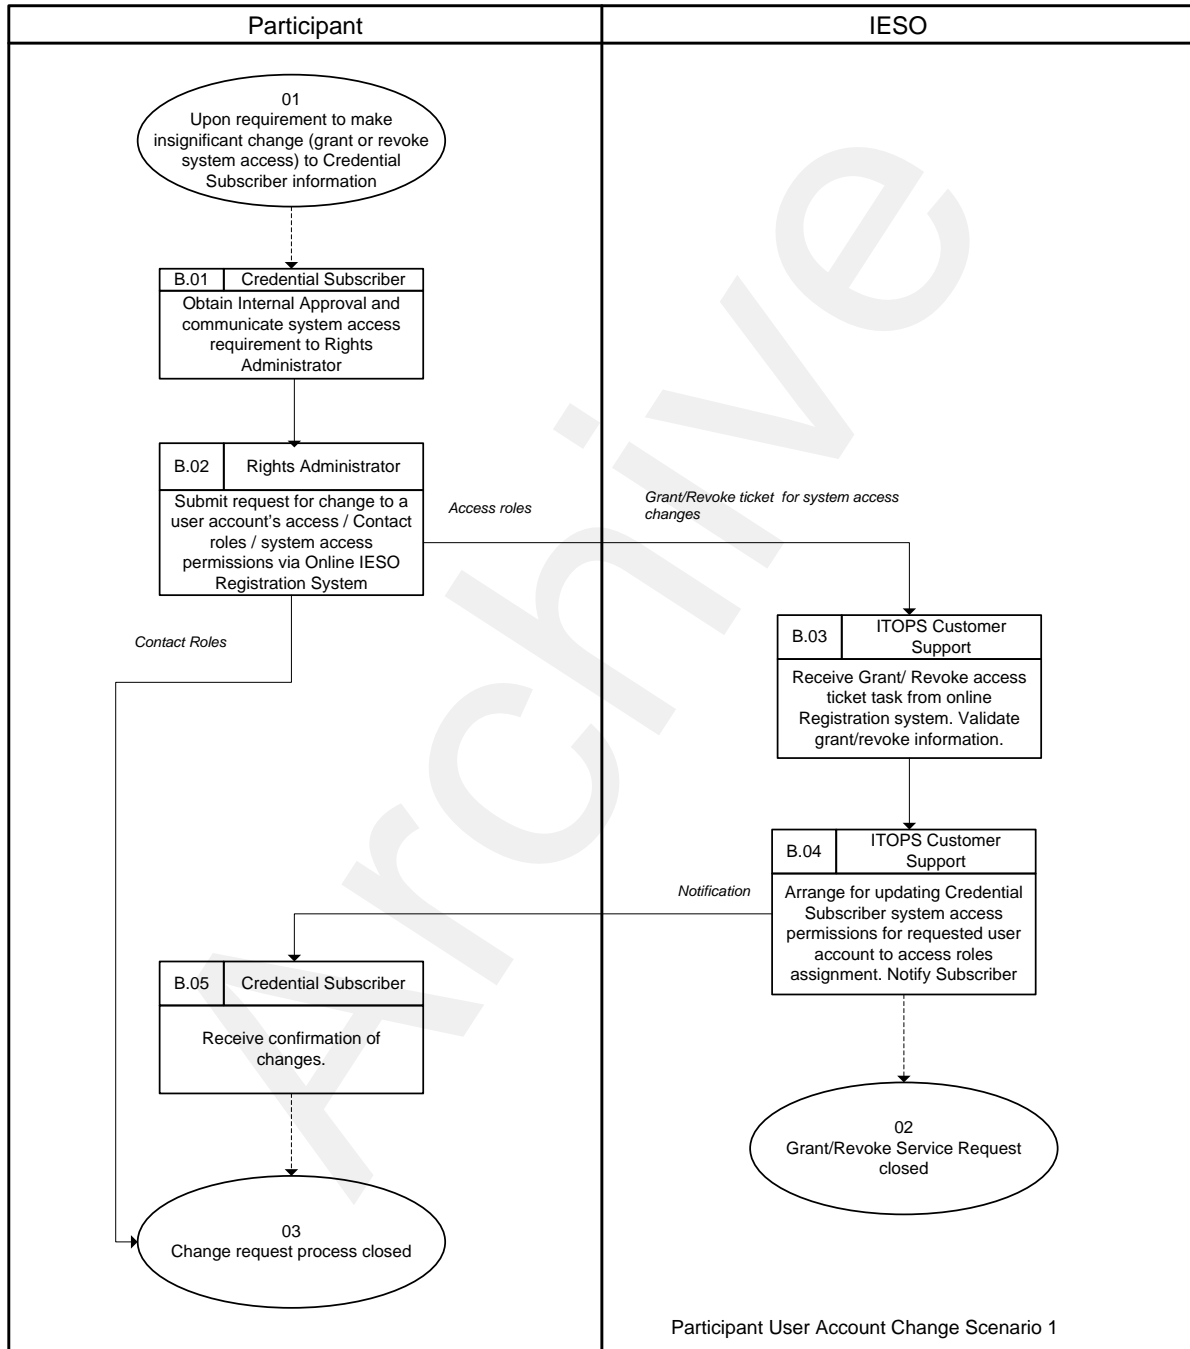 Participant
IESO
01
Upon requirement to make
insignificant change (grant or revoke
system access) to Credential
Subscriber information
B.01
Credential Subscriber
Obtain Internal Approval and
communicate system access
requirement to Rights
Administrator
B.02
Rights Administrator
Submit request for change to a
user account's access / Contact
roles / system access
permissions via Online IESO
Registration System
Access roles
Grant/Revoke ticket for system access
changes
Contact Roles
B.03
ITOPS Customer
Support
Receive Grant/ Revoke access
ticket task from online
Registration system. Validate
grant/revoke information.
B.04
ITOPS Customer
Support
Arrange for updating Credential
Subscriber system access
permissions for requested user
account to access roles
assignment. Notify Subscriber
Notification
B.05
Credential Subscriber
Receive confirmation of
changes.
02
Grant/Revoke Service Request
closed
03
Change request process closed
Participant User Account Change Scenario 1
Archive